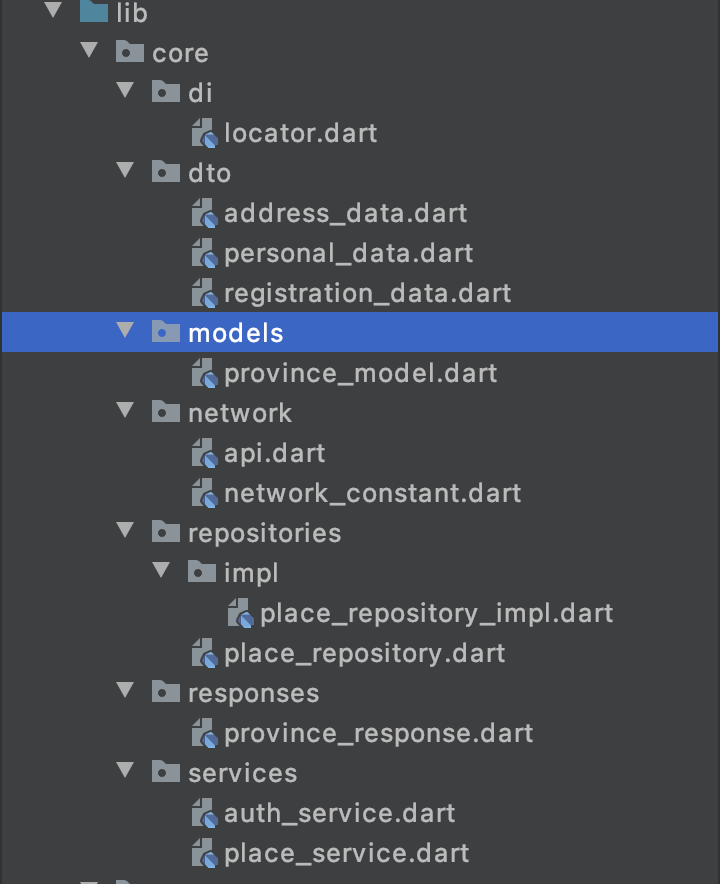 lib
core
di
locator.dart
dto
address_data.dart
personal_data.dart
registration_data.dart
models
province_model.dart
network
api.dart
network_constant.dart
repositories
impl
place_repository_impl.dart
place_repository.dart
responses
province_response.dart
services
auth_service.dart
place_service.dart